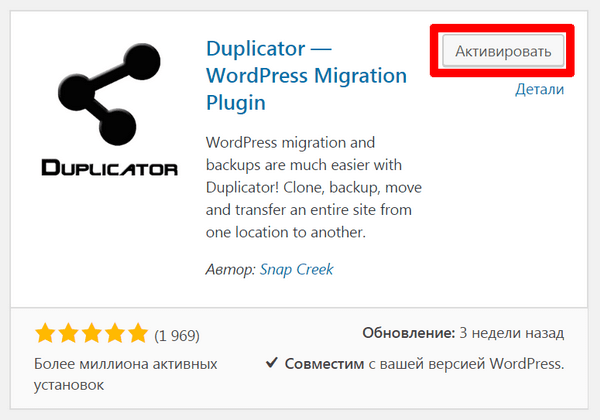 Duplicator —
WordPress Migration
Plugin
Активировать
Детали
DUPLICATOR
WordPress migration and
backups are much easier with
Duplicator! Clone, backup, move
and transfer an entire site from
one location to another.
Автор: Snap Creek
(1 969)
Обновление: 3 недели назад
Более миллиона активных
установок
Совместим с вашей версией WordPress.